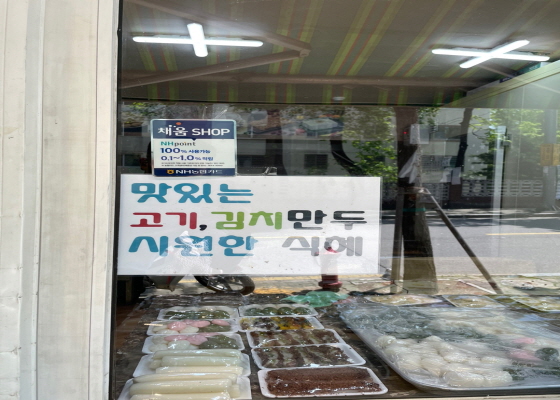 채움 SHOP
NHpoint
100% 사용가능
0.1~1.0% 적립
NH농협카드
맛있는
고기,김치만두
시원한 식혜